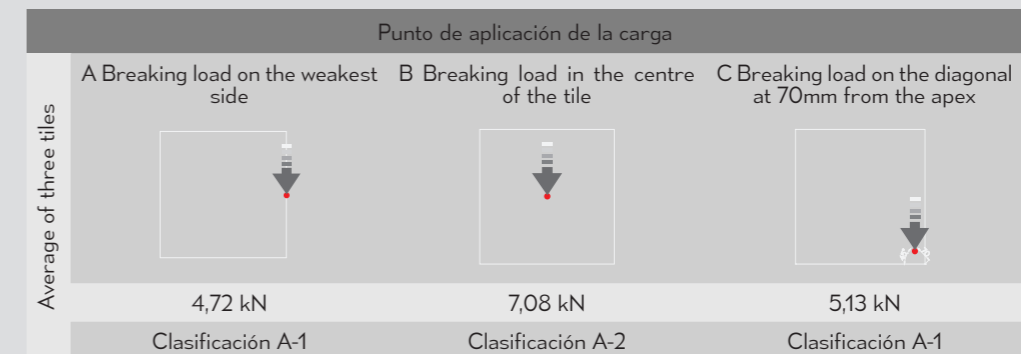 Punto de aplicación de la carga
Average of three tiles
A Breaking load on the weakest
side
B Breaking load in the centre
of the tile
C Breaking load on the diagonal
at 70mm from the apex
4,72 kN
7,08 kN
5,13 kN
Clasificación A-1
Clasificación A-2
Clasificación A-1